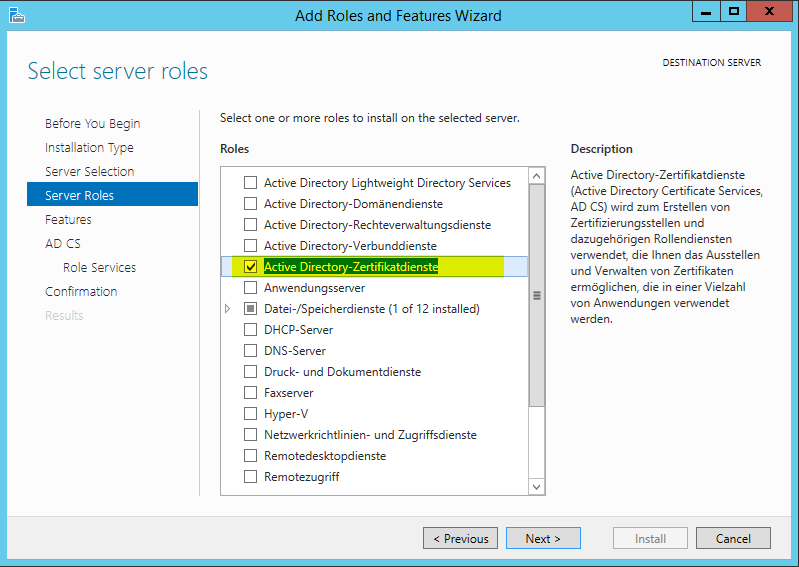 Add Roles and Features Wizard
Select server roles
DESTINATION SERVER
Before You Begin
Installation Type
Server Selection
Server Roles
Features
AD CS
Role Services
Confirmation
Results
Select one or more roles to install on the selected server.
Roles
Active Directory Lightweight Directory Services
Active Directory-Domänendienste
Active Directory-Rechteverwaltungsdienste
Active Directory-Verbunddienste
Active Directory-Zertifikatdienste
Anwendungsserver
Datei-/Speicherdienste (1 of 12 installed)
DHCP-Server
DNS-Server
Druck- und Dokumentdienste
Faxserver
Hyper-V
Netzwerkrichtlinien- und Zugriffsdienste
Remotedesktopdienste
Remotezugriff
Description
Active Directory-Zertifikatdienste
(Active Directory Certificate Services,
AD CS) wird zum Erstellen von
Zertifizierungsstellen und
dazugehörigen Rollendiensten
verwendet, die Ihnen das Ausstellen
und Verwalten von Zertifikaten
ermöglichen, die in einer Vielzahl
von Anwendungen verwendet
werden.
< Previous
Next >
Install
Cancel